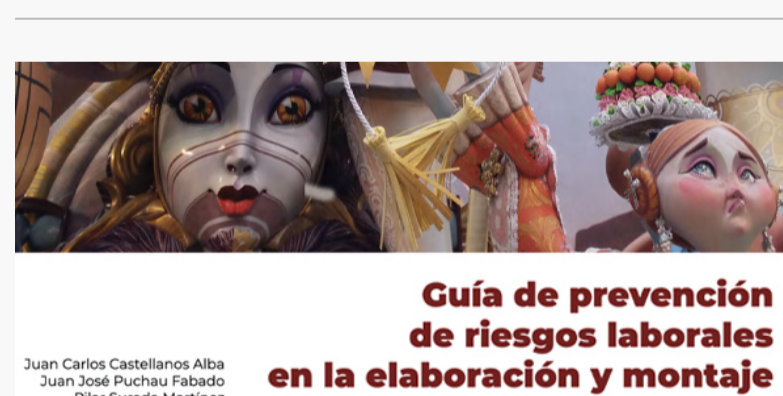 Guía de prevención
de riesgos laborales
en la elaboración y montaje
Juan Carlos Castellanos Alba
Juan José Puchau Fabado